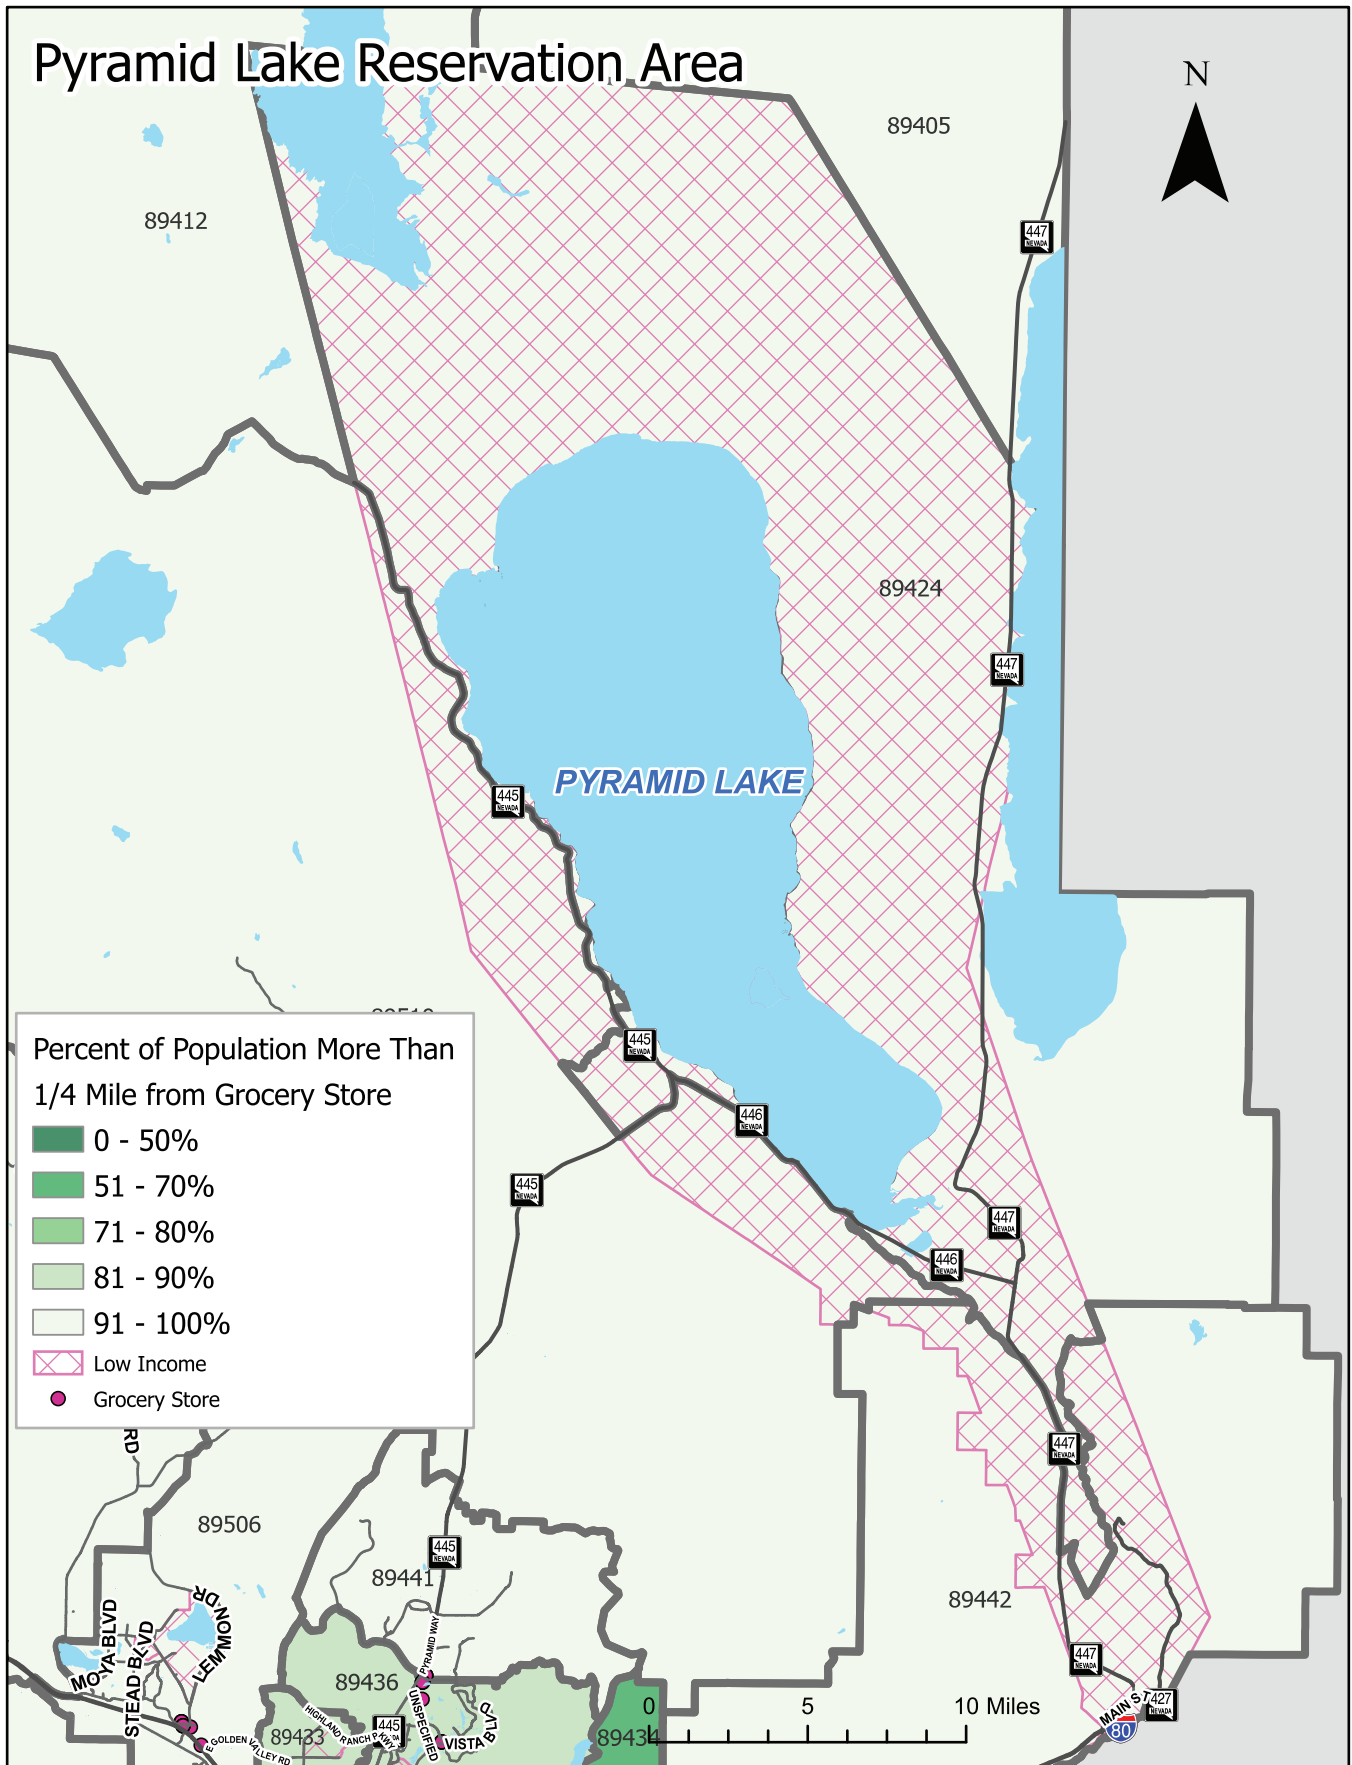 Pyramid Lake Reservation Area
N
89405
89412
447
NEVADA
89424
447
NEVADA
PYRAMID LAKE
445
NEVADA
Percent of Population More Than
1/4 Mile from Grocery Store
0 - 50%
51 - 70%
71 - 80%
81 - 90%
91 - 100%
Low Income
Grocery Store
445
NEVADA
446
NEVADA
445
NEVADA
447
NEVADA
446
NEVADA
RD
447
NEVADA
89506
445
NEVADA
89441
89442
LEMMON DR
MOYA BLVD
STEAD BLVD
PYRAMID WAY
447
NEVADA
89436
UNSPECIFIED
HIGHLAND RANCH PKWY
VISTA BLVD
89433
445
E GOLDEN VALLEY RD
89434
0 5 10 Miles
MAIN ST
427
NEVADA
80